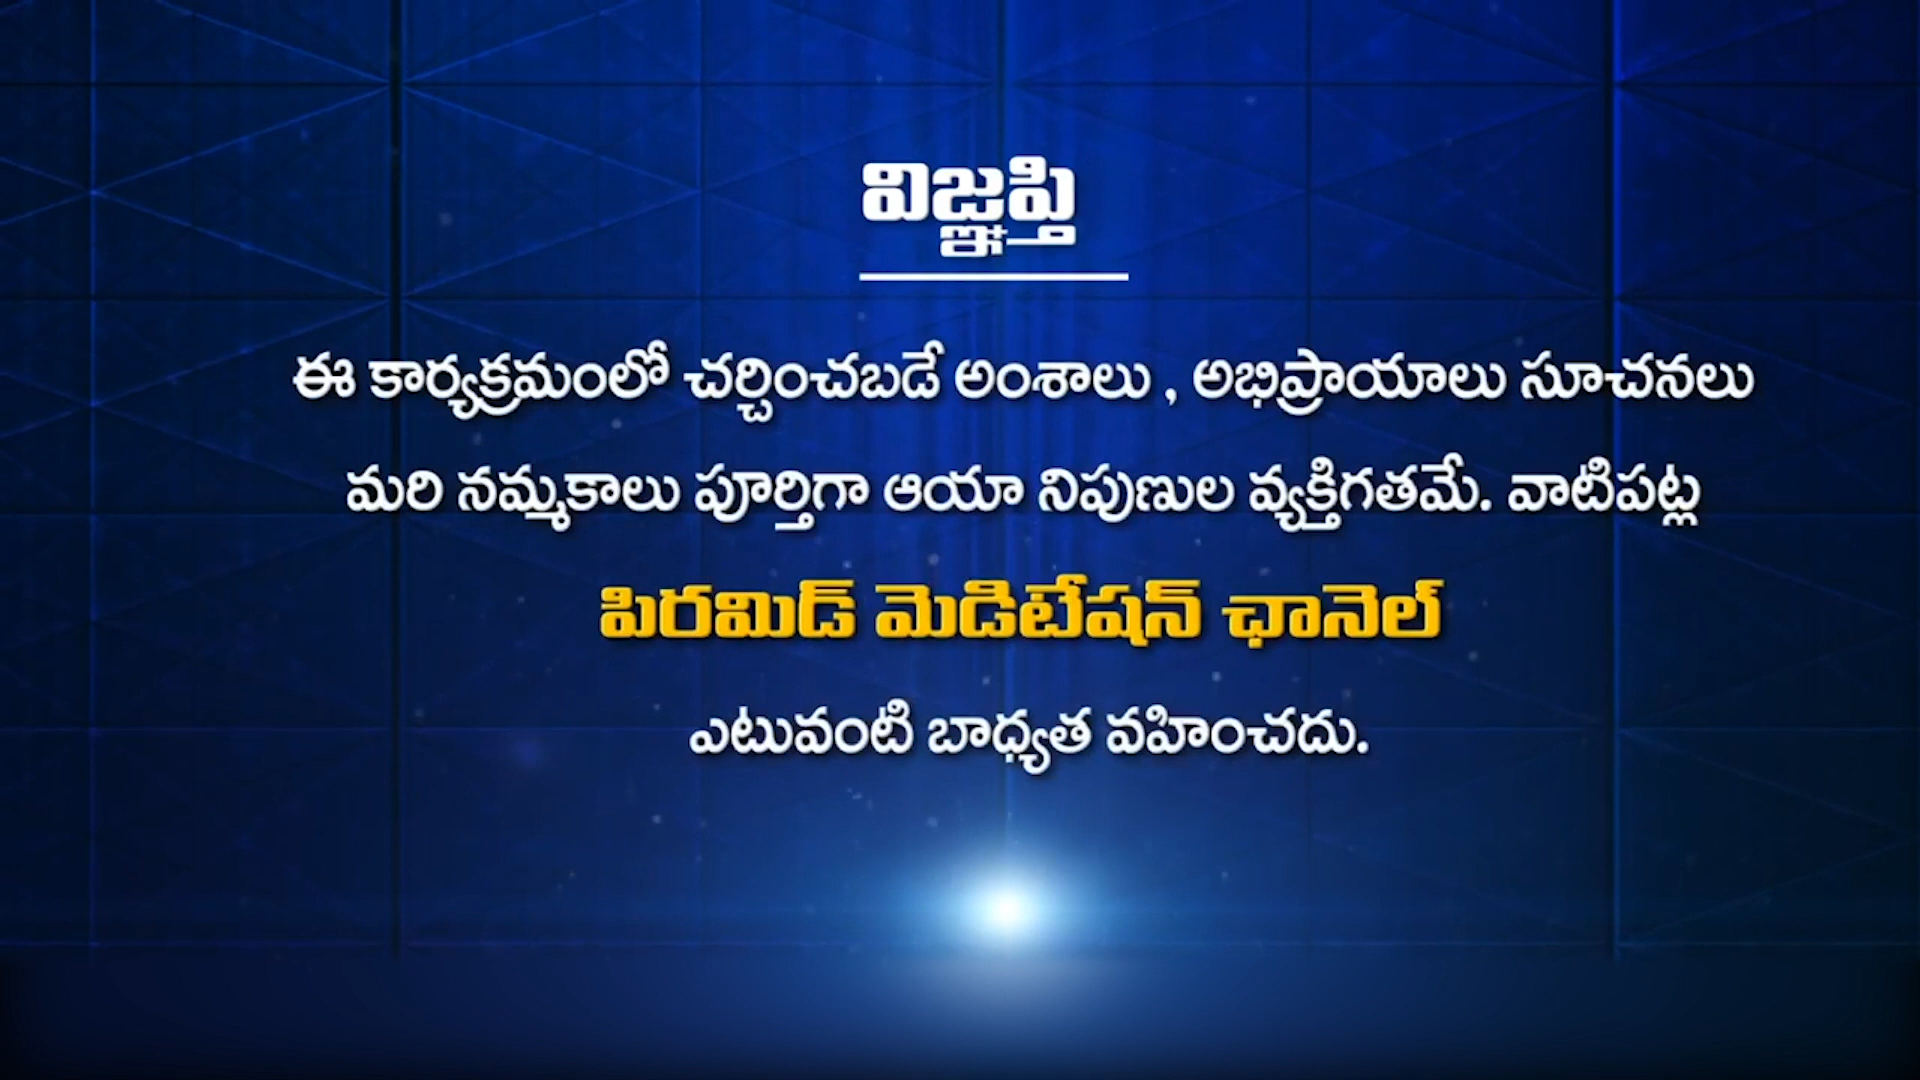 విజ్ఞప్తి
ఈ కార్యక్రమంలో చర్చించబడే అంశాలు , అభిప్రాయాలు సూచనలు
మరి నమ్మకాలు పూర్తిగా ఆయా నిపుణుల వ్యక్తిగతమే. వాటిపట్ల
పిరమిడ్ మెడిటేషన్ ఛానెల్
ఎటువంటి బాధ్యత వహించదు.